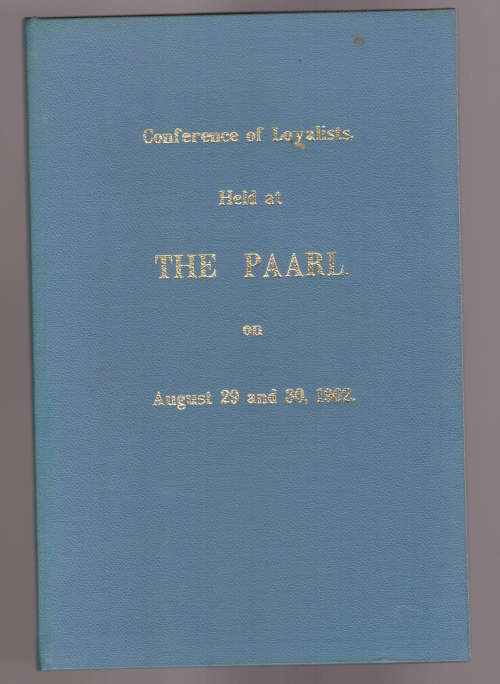 Conference of Loyalists.
Held at
THE PAARL.
on
August 29 and 30, 1902.